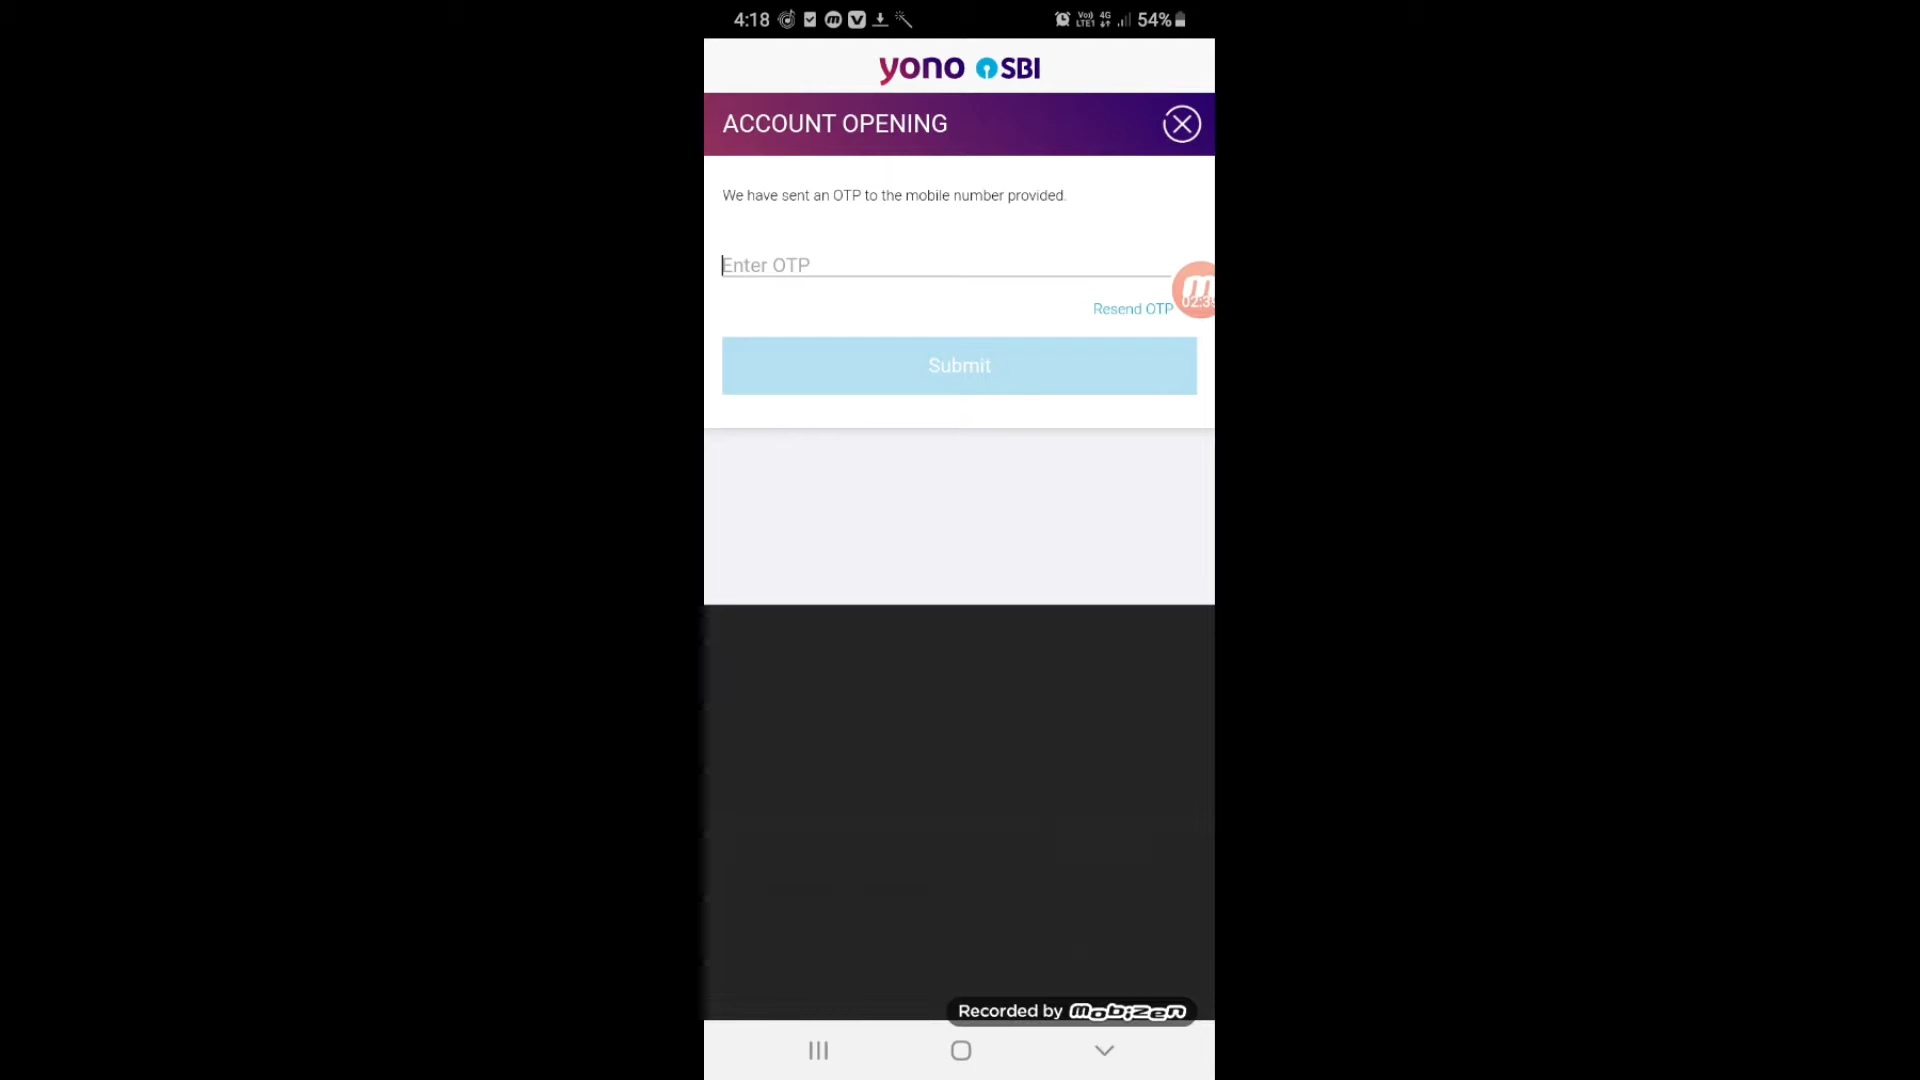 4:18 54%
yono SBI
ACCOUNT OPENING
We have sent an OTP to the mobile number provided.
Enter OTP
Resend OTP
Submit
Recorded by Mobizen